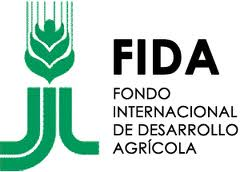 FIDA
FONDO
INTERNACIONAL
DE DESARROLLO
AGRÍCOLA